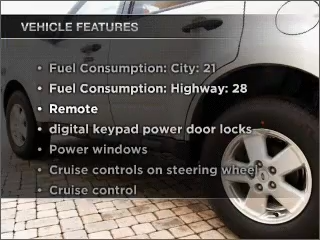 VEHICLE FEATURES
• Fuel Consumption: City: 21
• Fuel Consumption: Highway: 28
• Remote
• digital keypad power door locks
• Power windows
• Cruise controls on steering wheel
• Cruise control